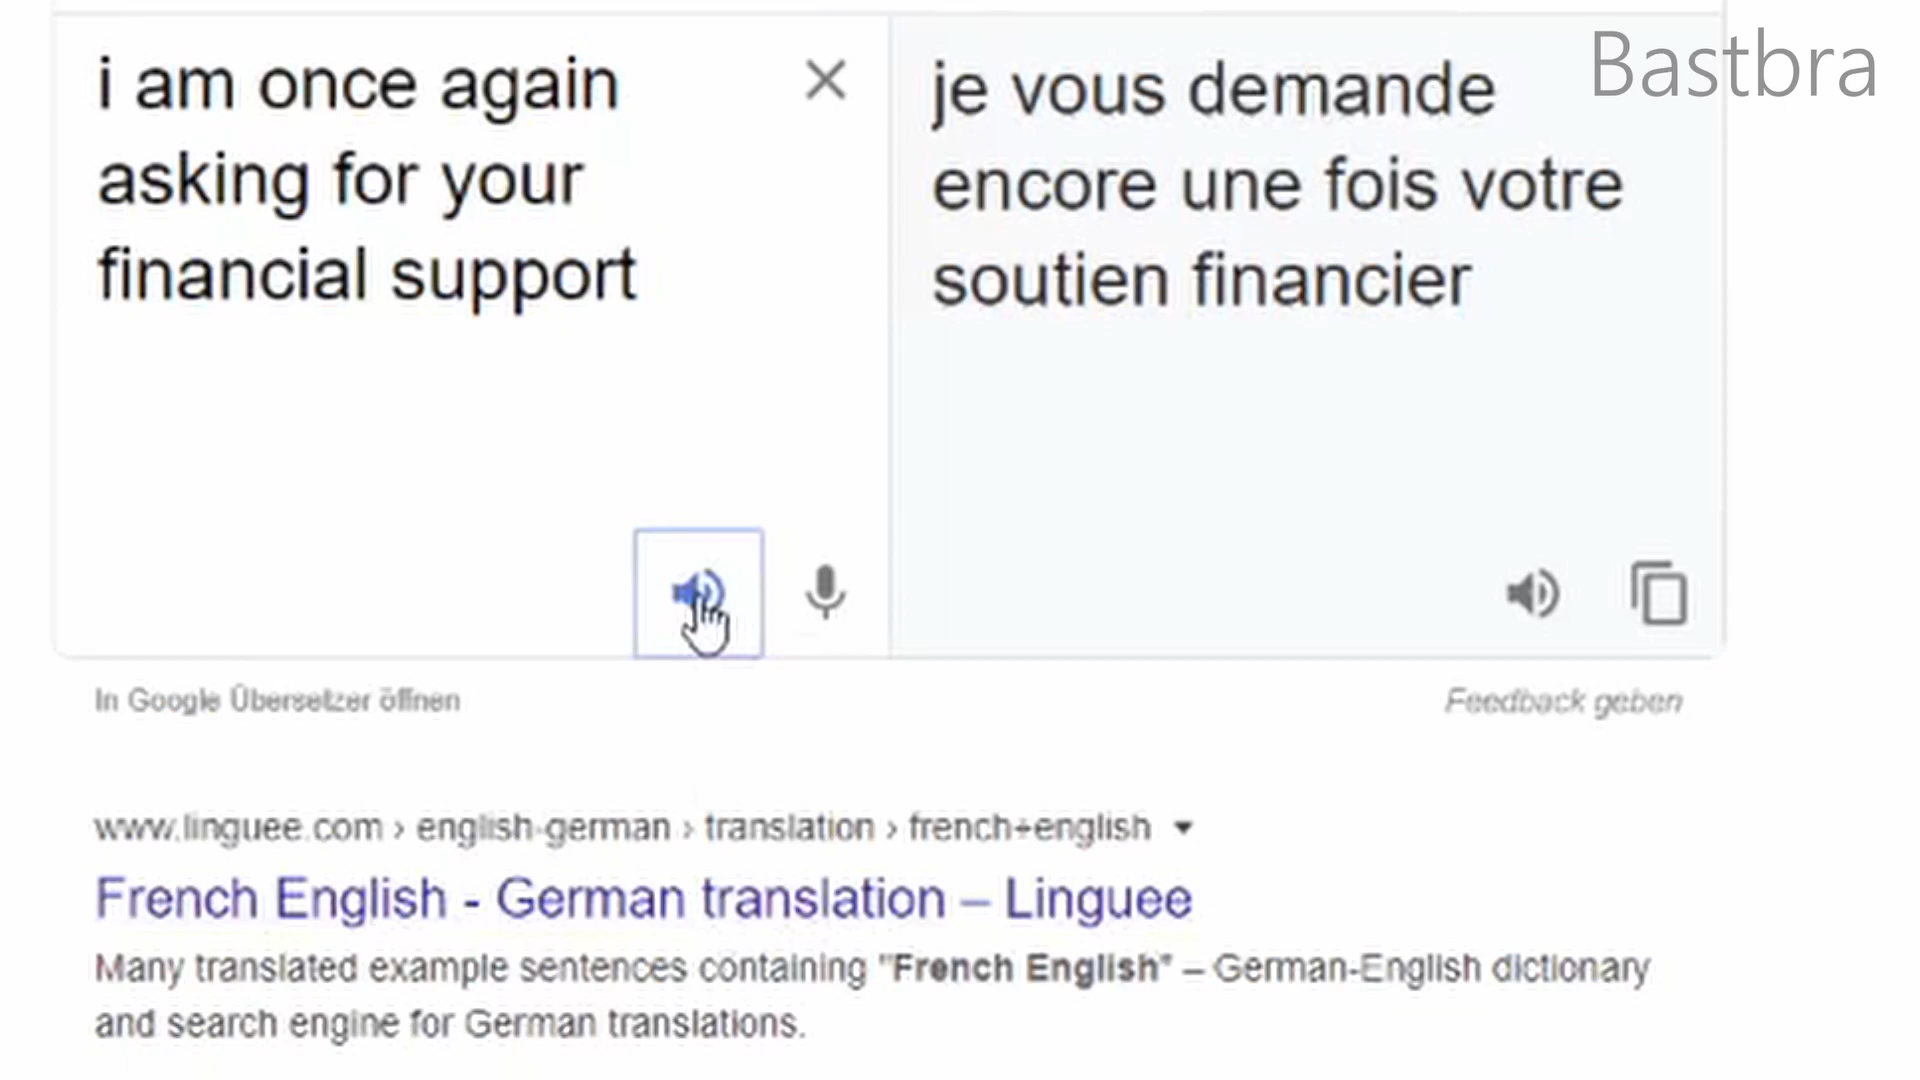 Bastbra
i am once again
asking for your
financial support
je vous demande
encore une fois votre
soutien financier
In Google Übersetzer öffnen
Feedback geben
www.linguee.com › english-german › translation › french+english
French English - German translation – Linguee
Many translated example sentences containing "French English" – German-English dictionary
and search engine for German translations.